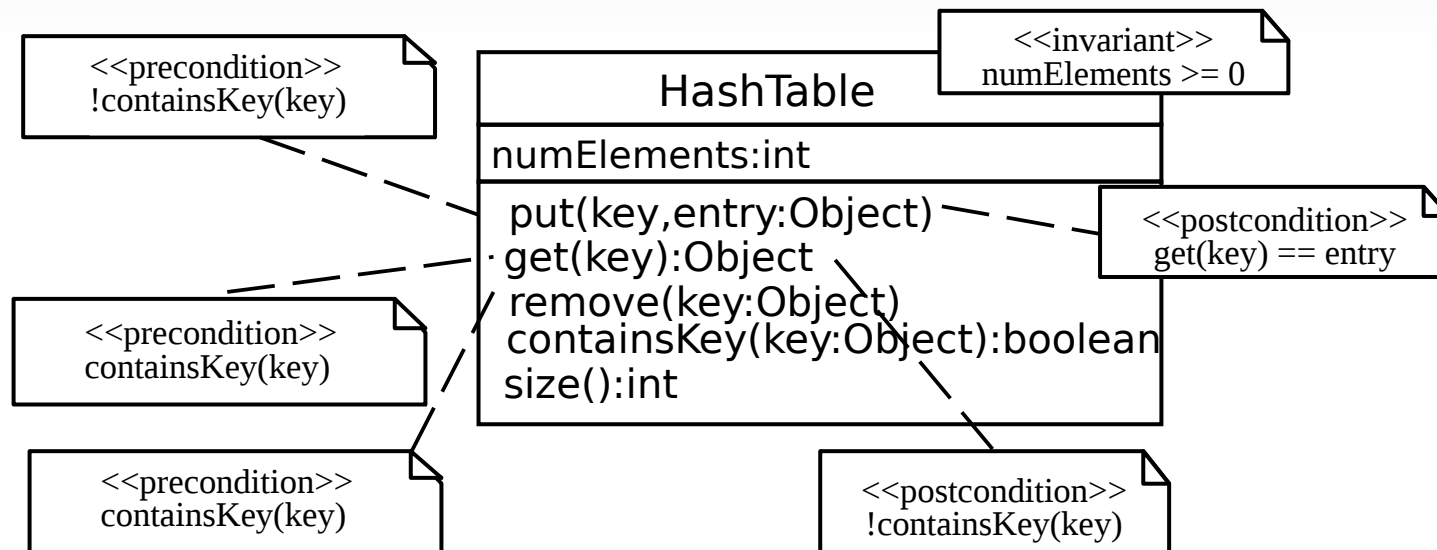 <<invariant>>
numElements >= 0
<<precondition>>
!containsKey(key)
HashTable
numElements:int
put(key,entry:Object)
<<postcondition>>
get(key) == entry
get(key):Object
remove(key:Object)
containsKey(key:Object):boolean
size():int
<<precondition>>
containsKey(key)
<<precondition>>
containsKey(key)
<<postcondition>>
!containsKey(key)